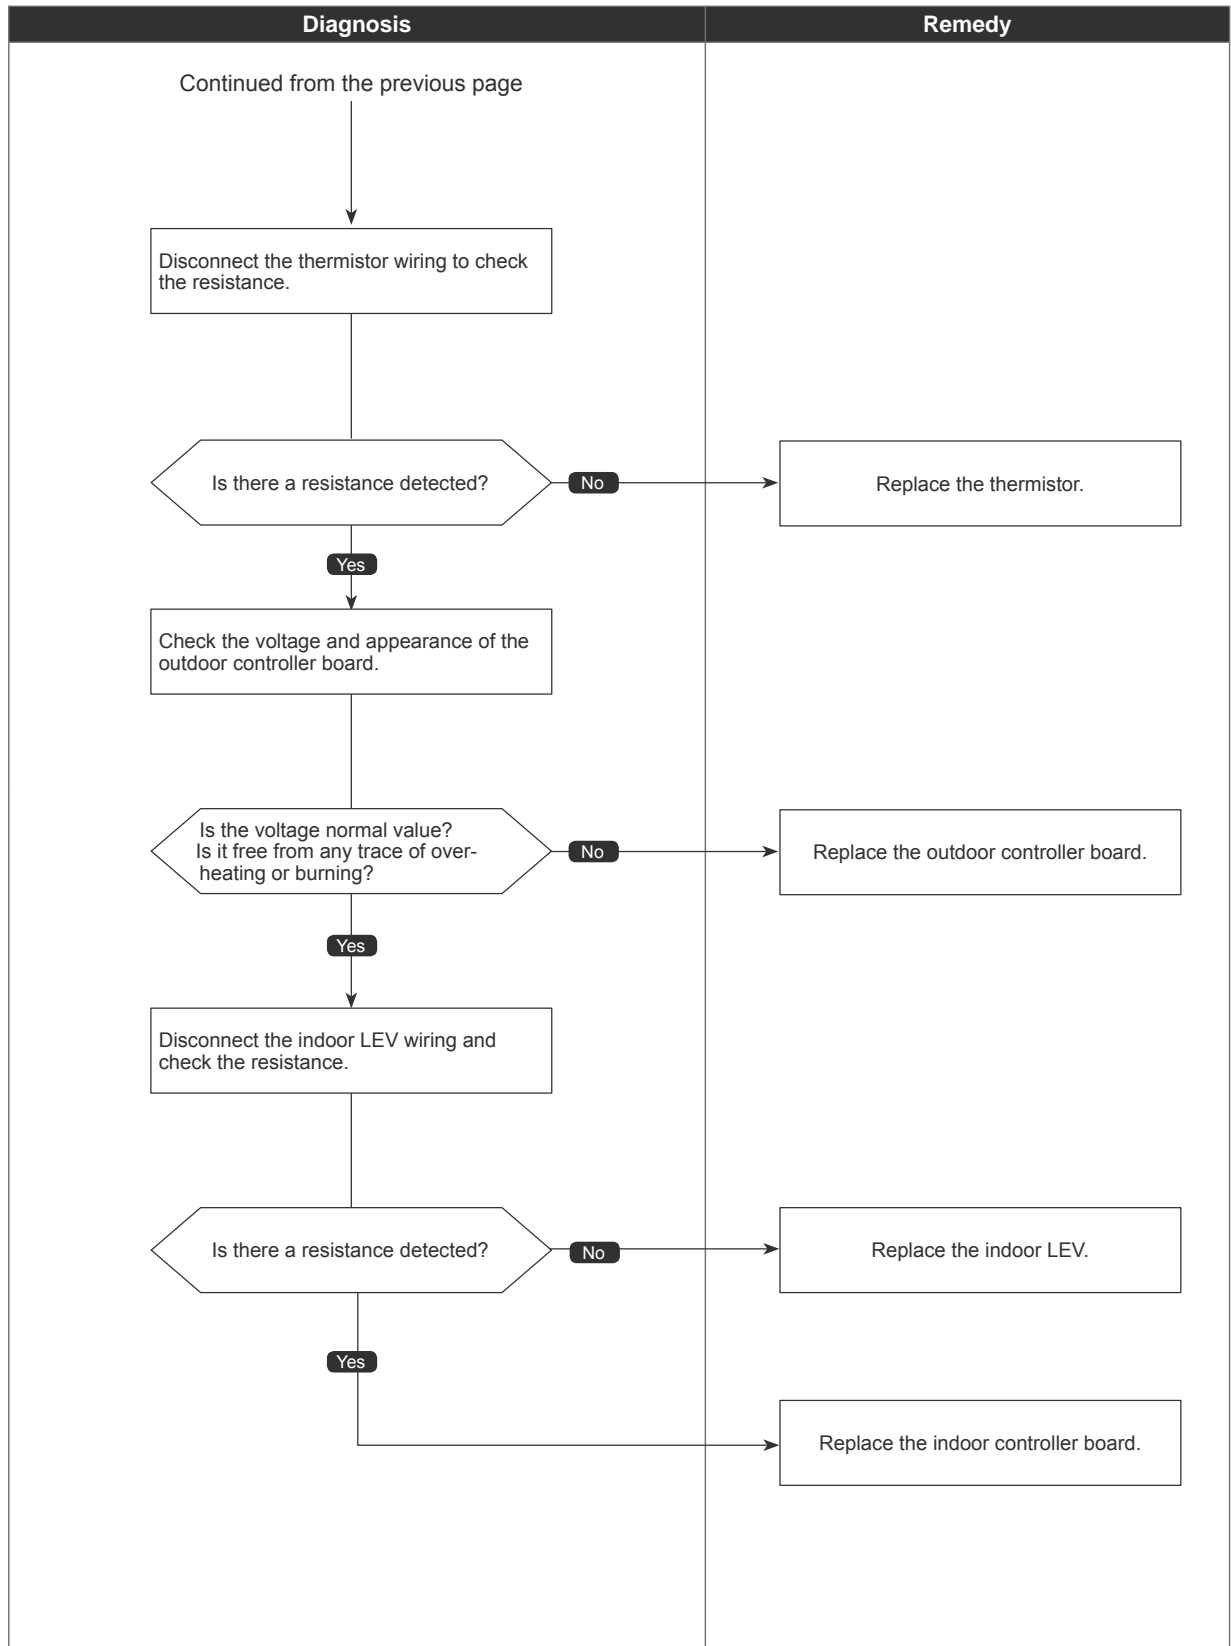 Diagnosis
Remedy
Continued from the previous page
Disconnect the thermistor wiring to check
the resistance.
Is there a resistance detected?
No
Replace the thermistor.
Yes
Check the voltage and appearance of the
outdoor controller board.
Is the voltage normal value?
Is it free from any trace of over-
heating or burning?
No
Replace the outdoor controller board.
Yes
Disconnect the indoor LEV wiring and
check the resistance.
Is there a resistance detected?
No
Replace the indoor LEV.
Yes
Replace the indoor controller board.